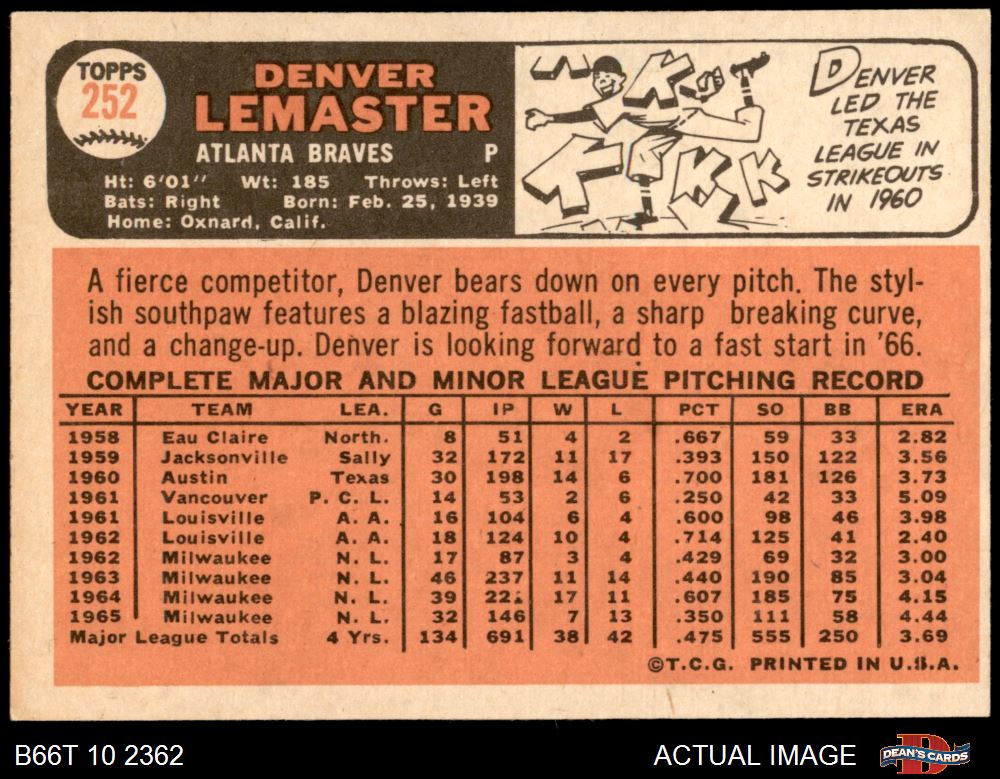 TOPPS
252
DENVER
LEMASTER
ATLANTA BRAVES P
Ht: 6'01" Wt: 185 Throws: Left
Bats: Right Born: Feb. 25, 1939
Home: Oxnard, Calif.
DENVER
LED THE
TEXAS
LEAGUE IN
STRIKEOUTS
IN 1960
K
K
K
K
A fierce competitor, Denver bears down on every pitch. The styl-
ish southpaw features a blazing fastball, a sharp breaking curve,
and a change-up. Denver is looking forward to a fast start in '66.
COMPLETE MAJOR AND MINOR LEAGUE PITCHING RECORD
YEAR TEAM LEA. G IP W L PCT SO BB ERA
1958 Eau Claire North. 8 51 4 2 .667 59 33 2.82
1959 Jacksonville Sally 32 172 11 17 .393 150 122 3.56
1960 Austin Texas 30 198 14 6 .700 181 126 3.73
1961 Vancouver P. C. L. 14 53 2 6 .250 42 33 5.09
1961 Louisville A. A. 16 104 6 4 .600 98 46 3.98
1962 Louisville A. A. 18 124 10 4 .714 125 41 2.40
1962 Milwaukee N. L. 17 87 3 4 .429 69 32 3.00
1963 Milwaukee N. L. 46 237 11 14 .440 190 85 3.04
1964 Milwaukee N. L. 39 17 11 .607 185 75 4.15
1965 Milwaukee N. L. 32 146 7 13 .350 111 58 4.44
Major League Totals 4 Yrs. 134 691 38 42 .475 555 250 3.69
©T.C.G. PRINTED IN U.S.A.
B66T 10 2362 ACTUAL IMAGE
DEAN'S CARDS